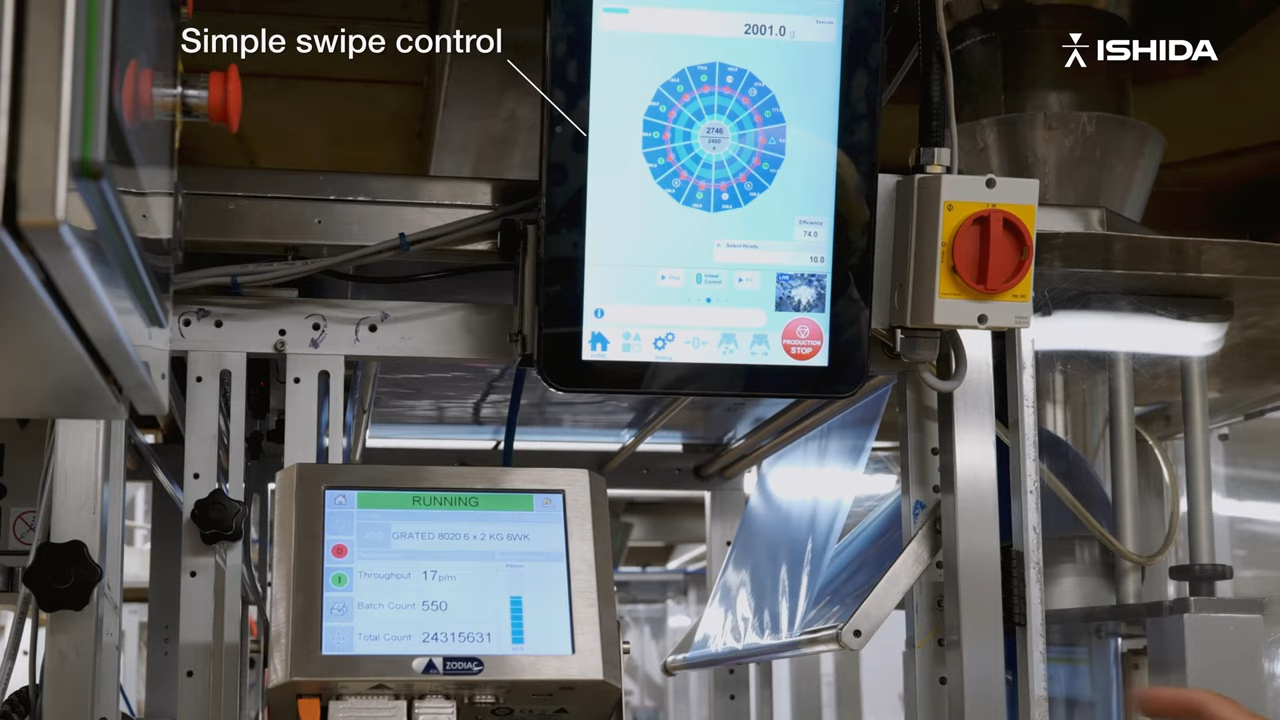 Simple swipe control
ISHIDA
2001.0 g
2746
2400
Efficiency
74.0
Select Heads
10.0
LIVE
PRODUCTION
STOP
RUNNING
GRATED 8020 6 x 2 KG 6WK
Throughput 17p/m
Batch Count 550
Total Count 24315631
ZODIAC